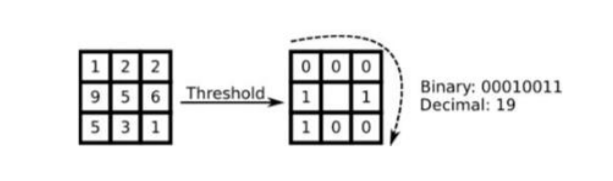 1 2 2
9 5 6
5 3 1
Threshold
0 0 0
1 1
1 0 0
Binary: 00010011
Decimal: 19